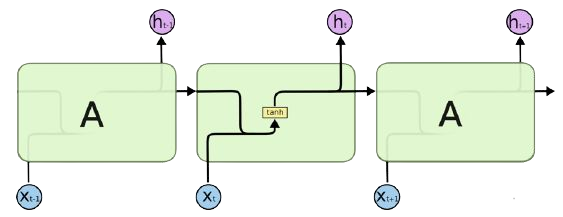 h t-1 h t h t+1
A tanh A
X t-1 X t X t+1